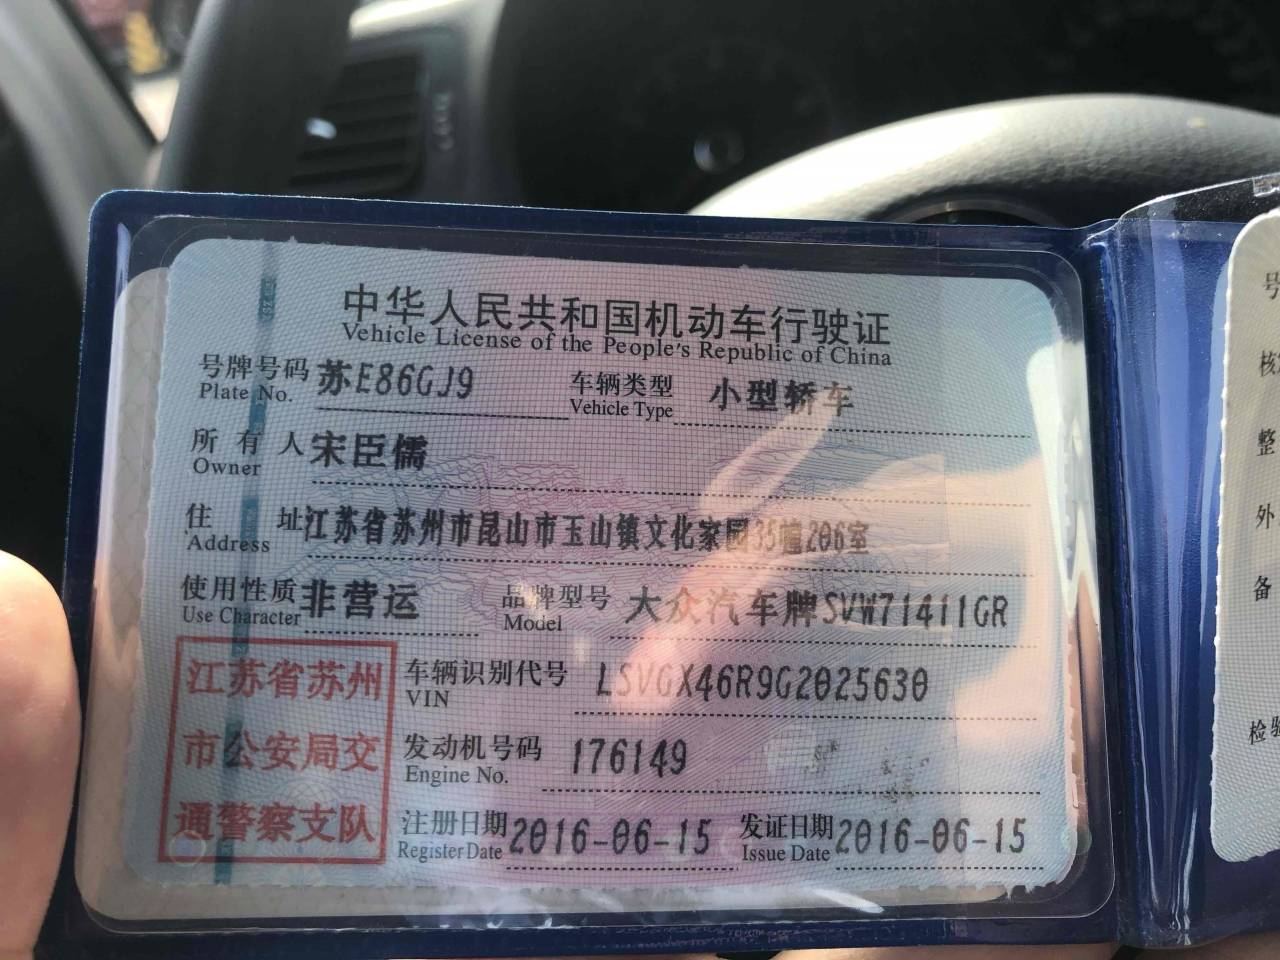 中华人民共和国机动车行驶证
Vehicle License of the People's Republic of China
号牌号码 苏E86GJ9 车辆类型 小型轿车
Plate No. Vehicle Type
所有人 宋臣儒
Owner
住址 江苏省苏州市昆山市玉山镇文化家园35幢206室
Address
使用性质 非营运 品牌型号 大众汽车牌SVW71411GR
Use Character Model
江苏省苏州
市公安局交
通警察支队
车辆识别代号 LSVGX46R9G2025630
VIN
发动机号码 176149
Engine No.
注册日期 2016-06-15 发证日期 2016-06-15
Register Date Issue Date
号
核
整
外
备
检验